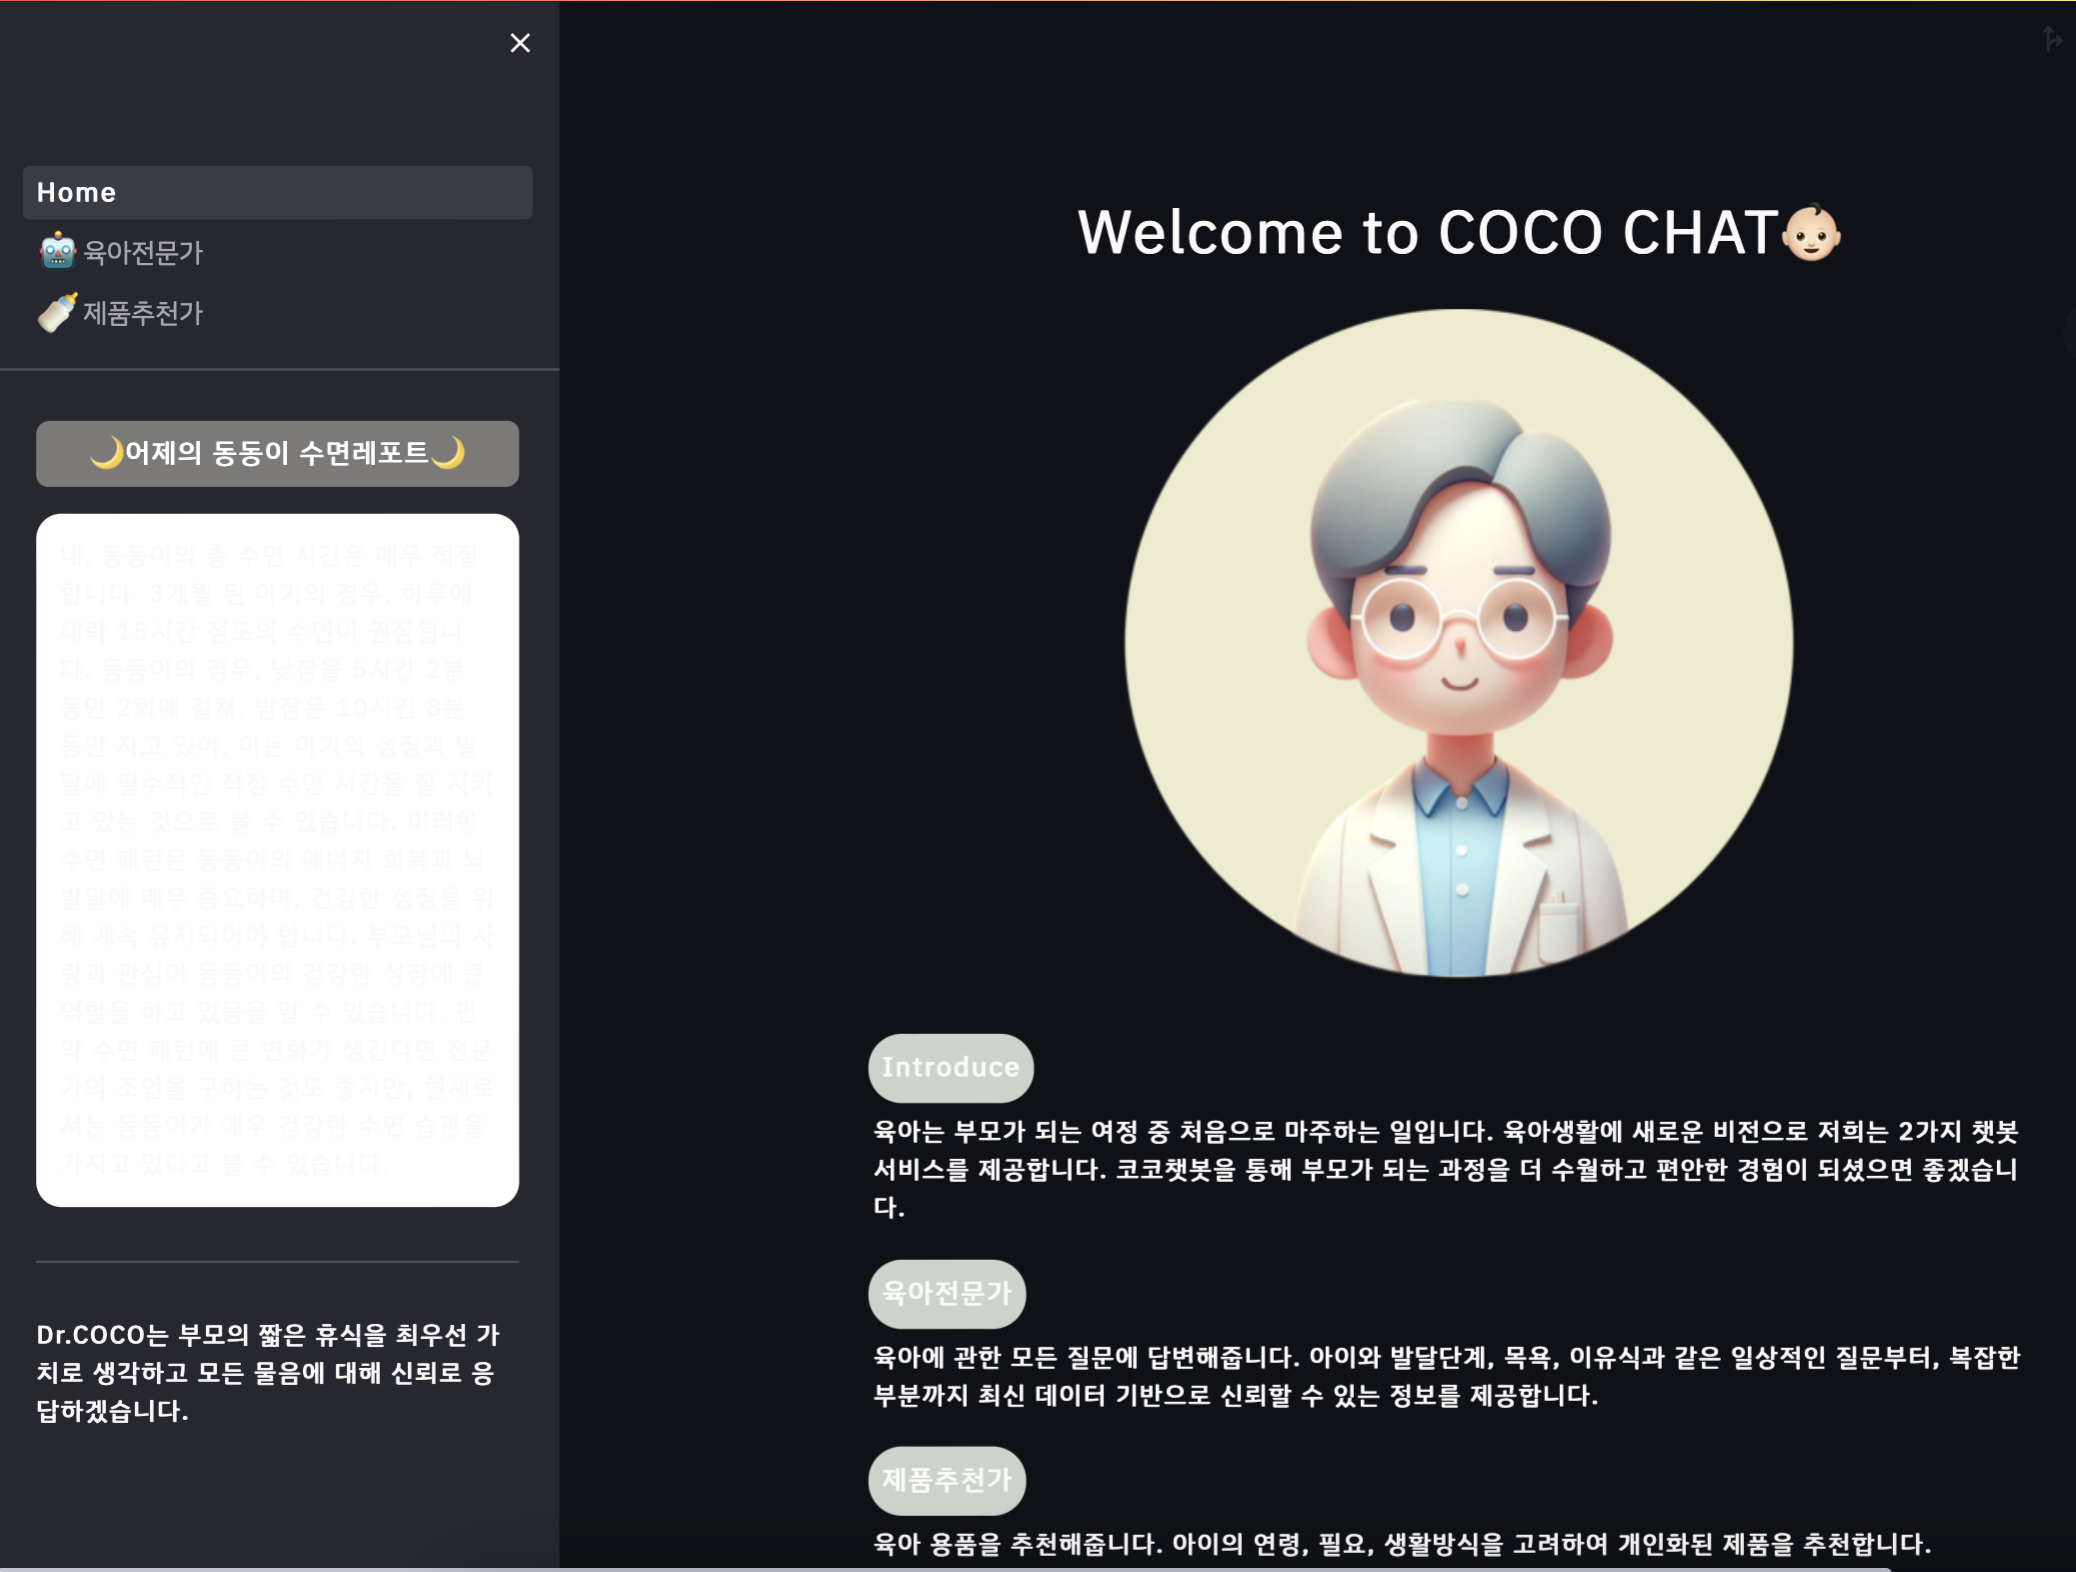 Home
육아전문가
제품추천가
어제의 동동이 수면레포트
네, 동동이의 총 수면 시간은 매우 적절
합니다. 3개월 된 아기의 경우, 하루에
대략 15시간 정도의 수면이 권장됩니
다. 동동이의 경우, 낮잠을 5시간 2분
동안 2회에 걸쳐, 밤잠은 10시간 8분
동안 자고 있어, 이는 아기의 성장과 발
달에 필수적인 적정 수면 시간을 잘 지키
고 있는 것으로 볼 수 있습니다. 이러한
수면 패턴은 동동이의 에너지 회복과 뇌
발달에 매우 중요하며, 건강한 성장을 위
해 계속 유지되어야 합니다. 부모님의 사
랑과 관심이 동동이의 건강한 성장에 큰
역할을 하고 있음을 알 수 있습니다. 만
약 수면 패턴에 큰 변화가 생긴다면 전문
가의 조언을 구하는 것도 좋지만, 현재로
서는 동동이가 매우 건강한 수면 습관을
가지고 있다고 볼 수 있습니다.
Dr.COCO는 부모의 짧은 휴식을 최우선 가
치로 생각하고 모든 물음에 대해 신뢰로 응
답하겠습니다.
Welcome to COCO CHAT
Introduce
육아는 부모가 되는 여정 중 처음으로 마주하는 일입니다. 육아생활에 새로운 비전으로 저희는 2가지 챗봇
서비스를 제공합니다. 코코챗봇을 통해 부모가 되는 과정을 더 수월하고 편안한 경험이 되셨으면 좋겠습니
다.
육아전문가
육아에 관한 모든 질문에 답변해줍니다. 아이와 발달단계, 목욕, 이유식과 같은 일상적인 질문부터, 복잡한
부분까지 최신 데이터 기반으로 신뢰할 수 있는 정보를 제공합니다.
제품추천가
육아 용품을 추천해줍니다. 아이의 연령, 필요, 생활방식을 고려하여 개인화된 제품을 추천합니다.